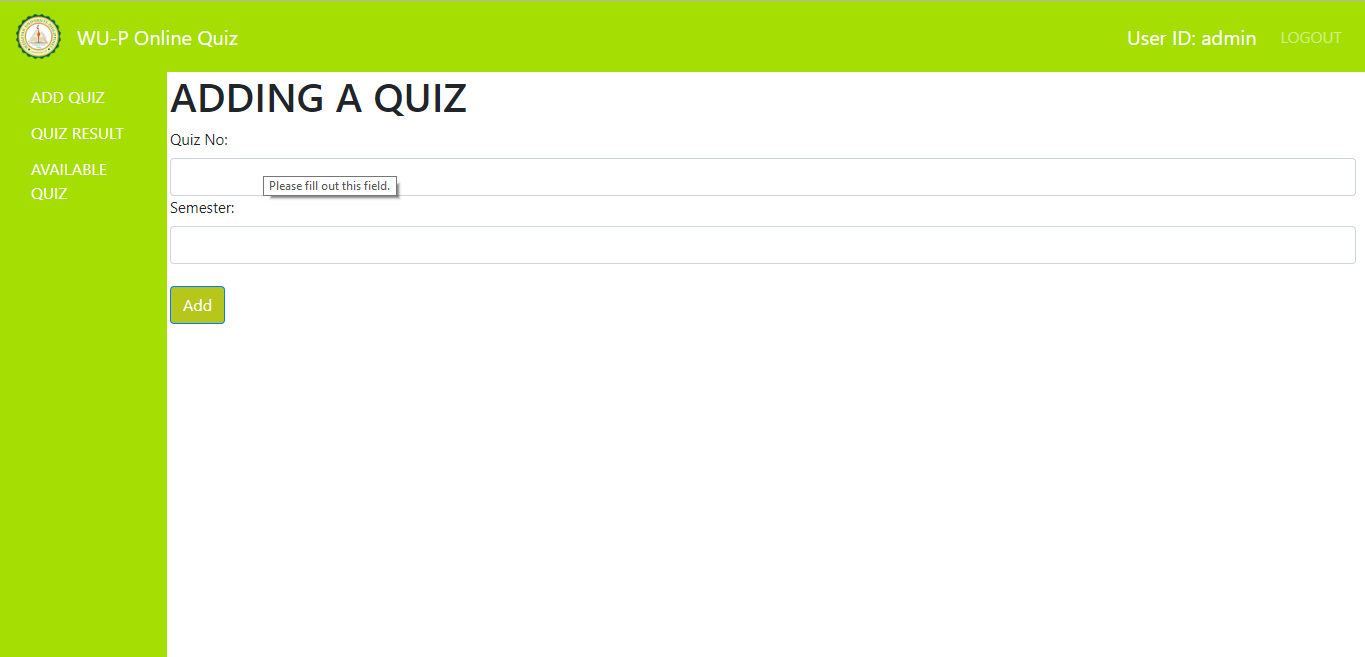 WU-P Online Quiz
User ID: admin
LOGOUT
ADD QUIZ
QUIZ RESULT
AVAILABLE
QUIZ
ADDING A QUIZ
Quiz No:
Please fill out this field.
Semester:
Add